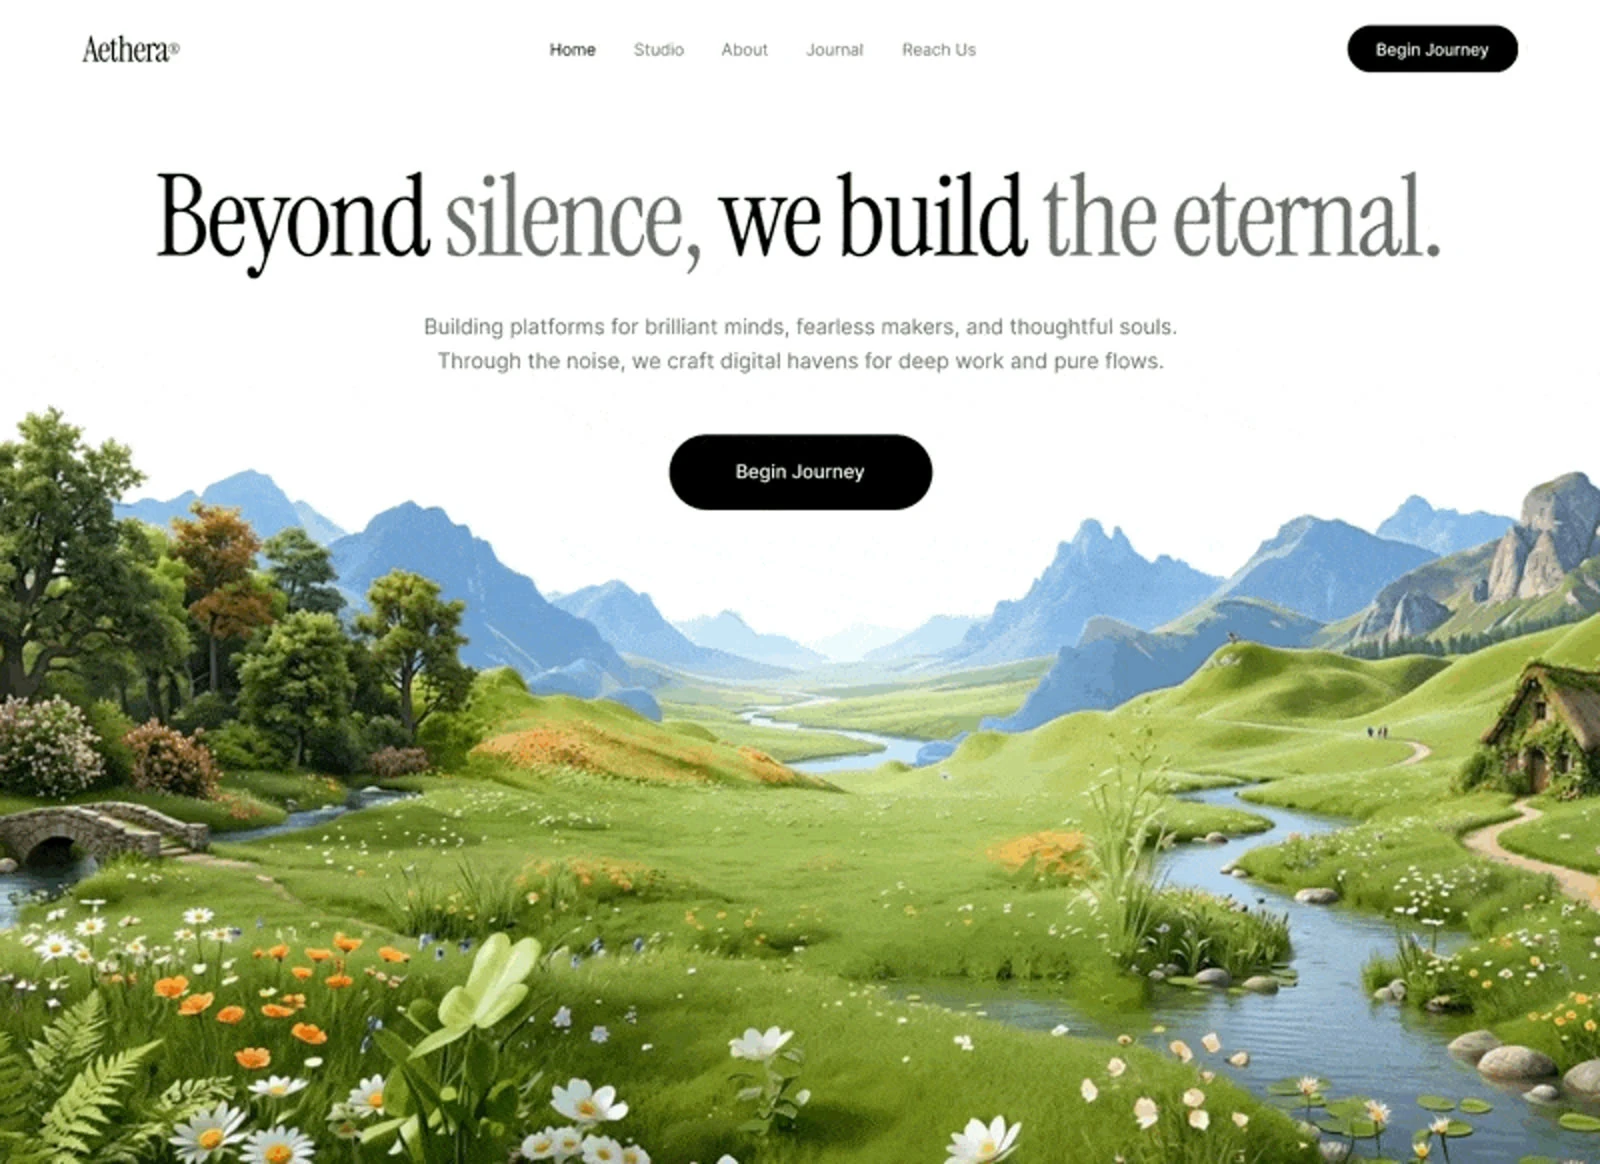 Aethera®
Home Studio About Journal Reach Us
Begin Journey
Beyond silence, we build the eternal.
Building platforms for brilliant minds, fearless makers, and thoughtful souls.
Through the noise, we craft digital havens for deep work and pure flows.
Begin Journey